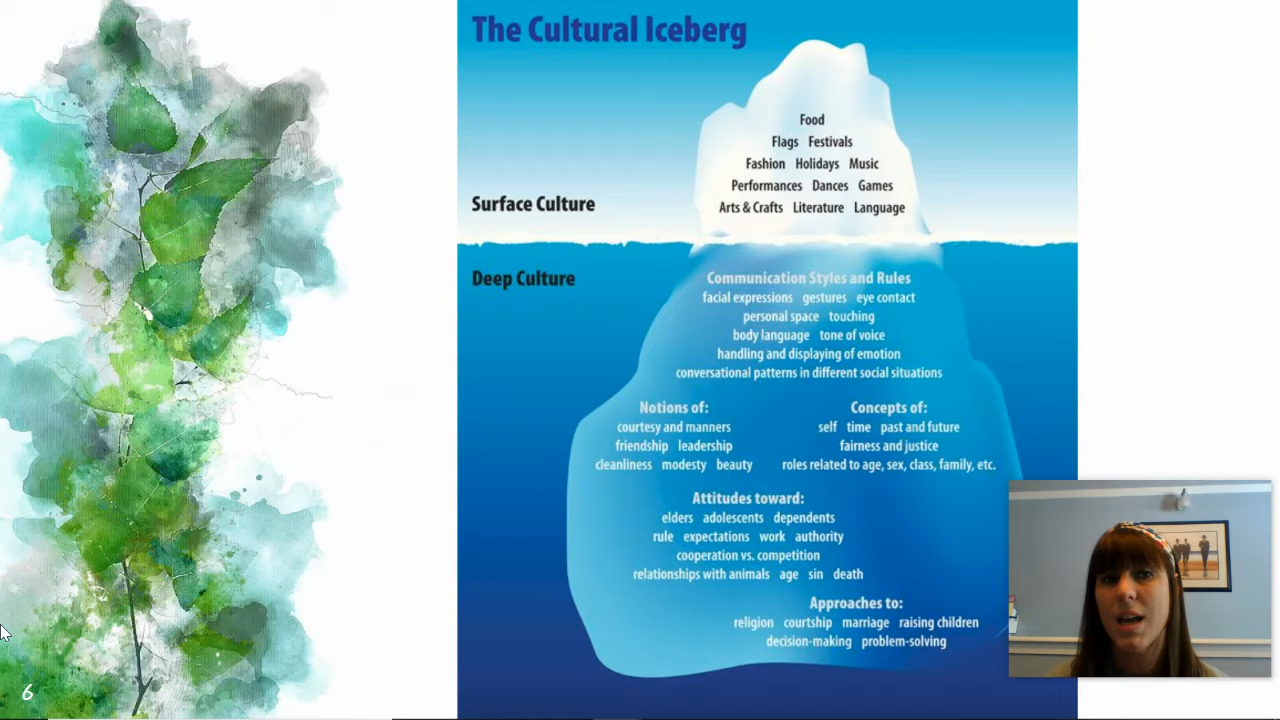 The Cultural Iceberg
Food
Flags Festivals
Fashion Holidays Music
Performances Dances Games
Surface Culture
Arts & Crafts Literature Language
Deep Culture
Communication Styles and Rules
facial expressions gestures eye contact
personal space touching
body language tone of voice
handling and displaying of emotion
conversational patterns in different social situations
Notions of:
courtesy and manners
friendship leadership
cleanliness modesty beauty
Concepts of:
self time past and future
fairness and justice
roles related to age, sex, class, family, etc.
Attitudes toward:
elders adolescents dependents
rule expectations work authority
cooperation vs. competition
relationships with animals age sin death
Approaches to:
religion courtship marriage raising children
decision-making problem-solving
6